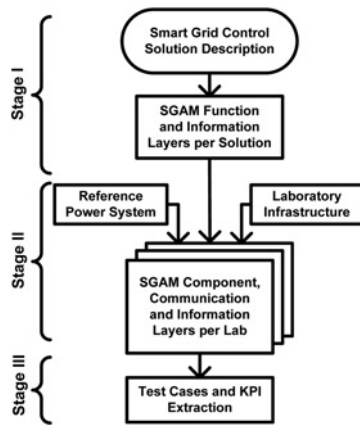 Stage I
Smart Grid Control
Solution Description
SGAM Function
and Information
Layers per Solution
Stage II
Reference
Power System
Laboratory
Infrastructure
SGAM Component,
Communication
and Information
Layers per Lab
Stage III
Test Cases and KPI
Extraction